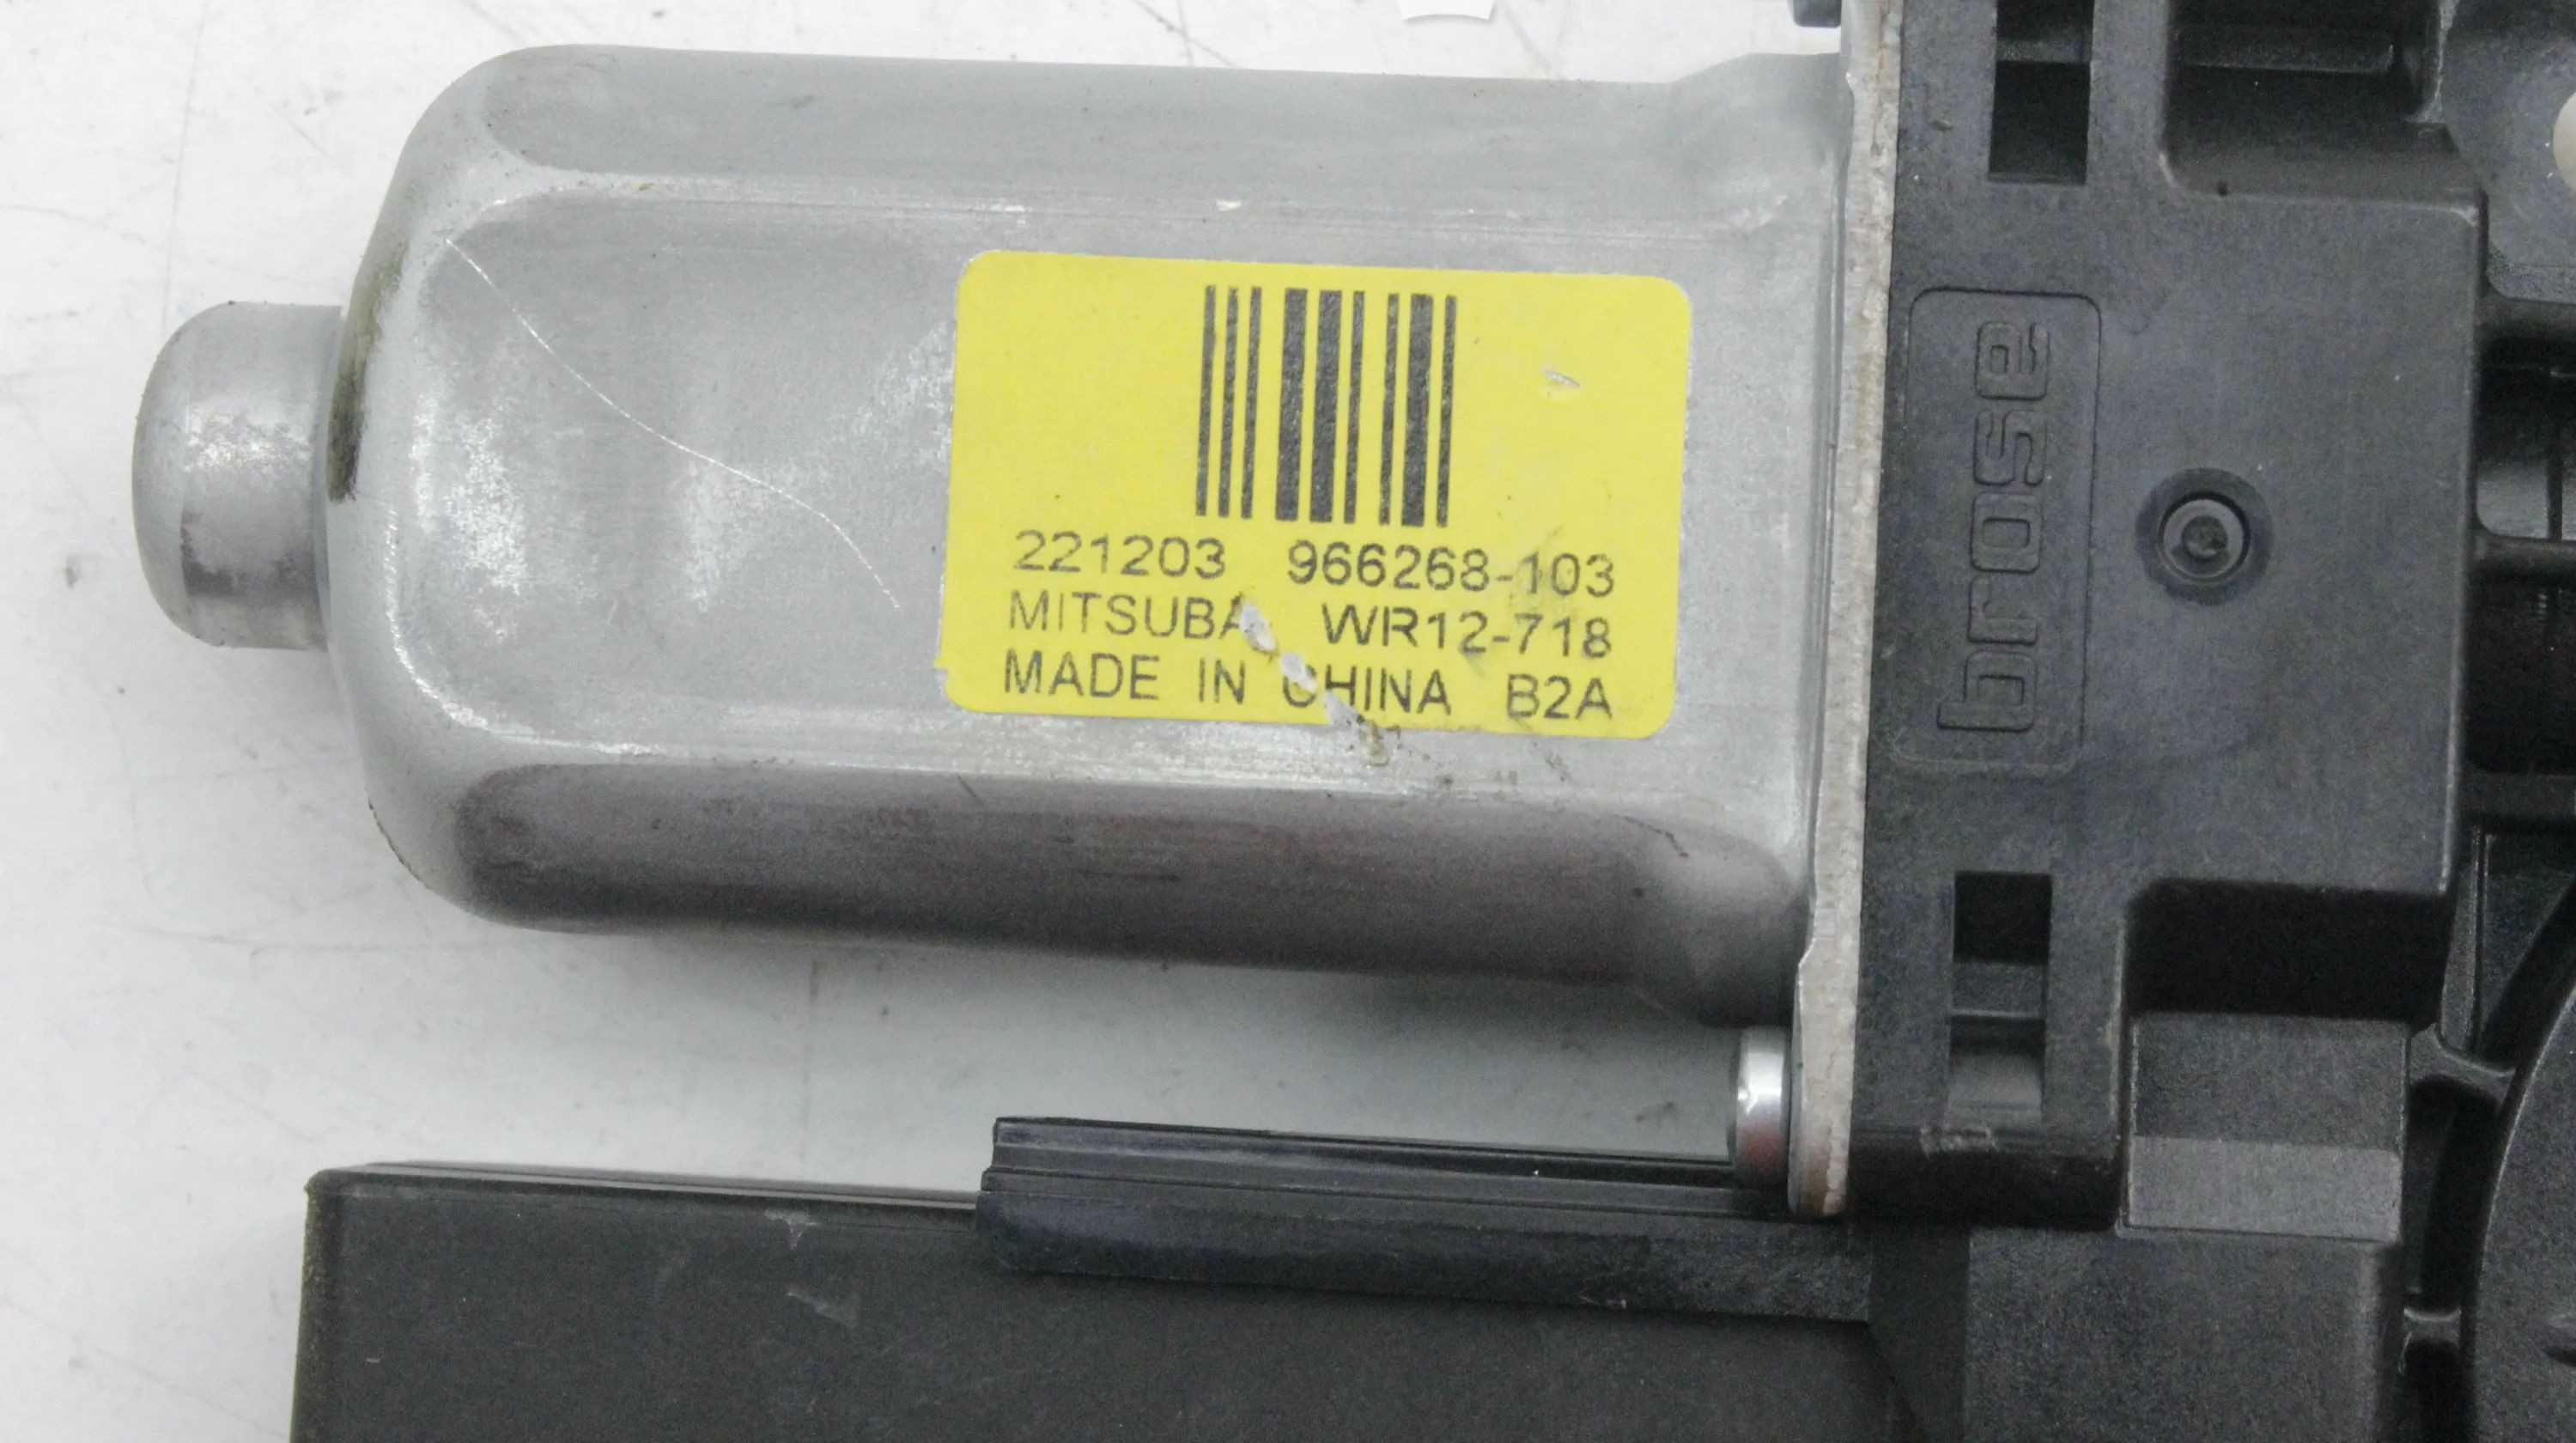 221203 966268-103
MITSUBA WR12-718
MADE IN CHINA B2A
brose